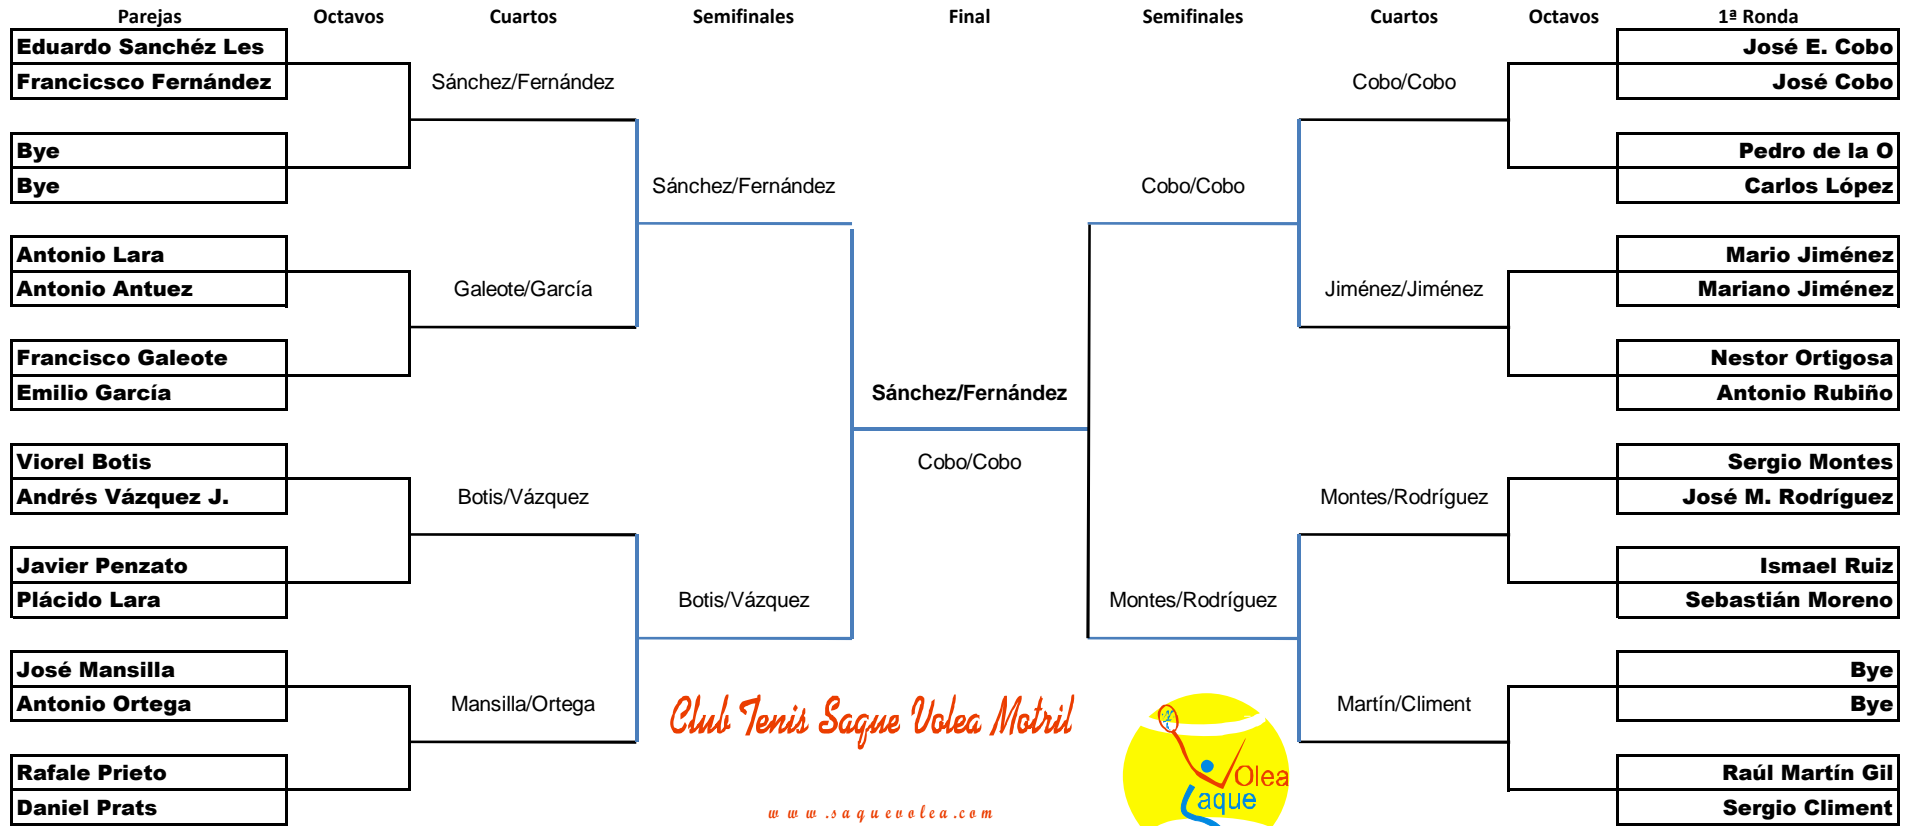 Parejas Octavos Cuartos Semifinales Final Semifinales Cuartos Octavos 1ª Ronda
Eduardo Sanchéz Les José E. Cobo
Francicsco Fernández Sánchez/Fernández Cobo/Cobo José Cobo
Bye Pedro de la O
Bye Sánchez/Fernández Cobo/Cobo Carlos López
Antonio Lara Mario Jiménez
Antonio Antuez Galeote/García Jiménez/Jiménez Mariano Jiménez
Francisco Galeote Nestor Ortigosa
Emilio García Sánchez/Fernández Antonio Rubiño
Viorel Botis Cobo/Cobo Sergio Montes
Andrés Vázquez J. Botis/Vázquez Montes/Rodríguez José M. Rodríguez
Javier Penzato Ismael Ruiz
Plácido Lara Botis/Vázquez Montes/Rodríguez Sebastián Moreno
José Mansilla Bye
Antonio Ortega Mansilla/Ortega Martín/Climent Bye
Club Tenis Saque Volea Motril
Rafale Prieto Volea Raúl Martín Gil
Daniel Prats www.saquevolea.com Saque Sergio Climent